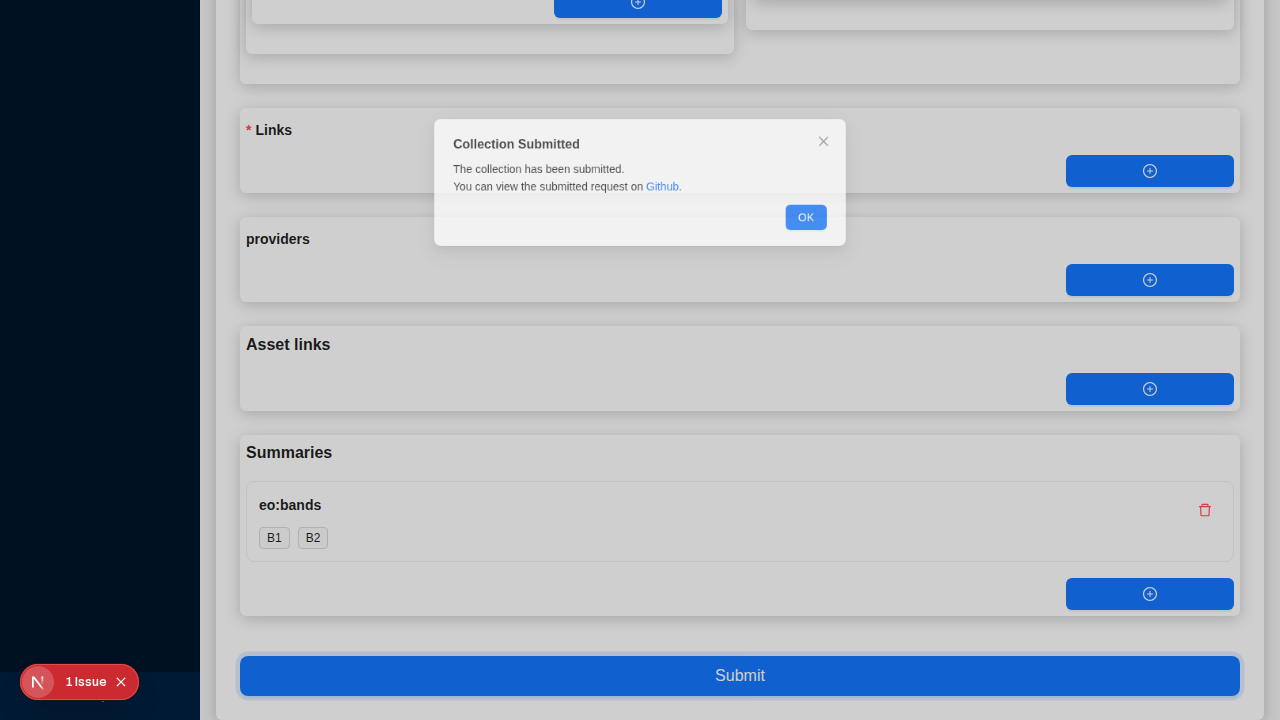 * Links
Collection Submitted
The collection has been submitted.
You can view the submitted request on Github.
OK
providers
Asset links
Summaries
eo:bands
B1 B2
Submit
N 1 Issue